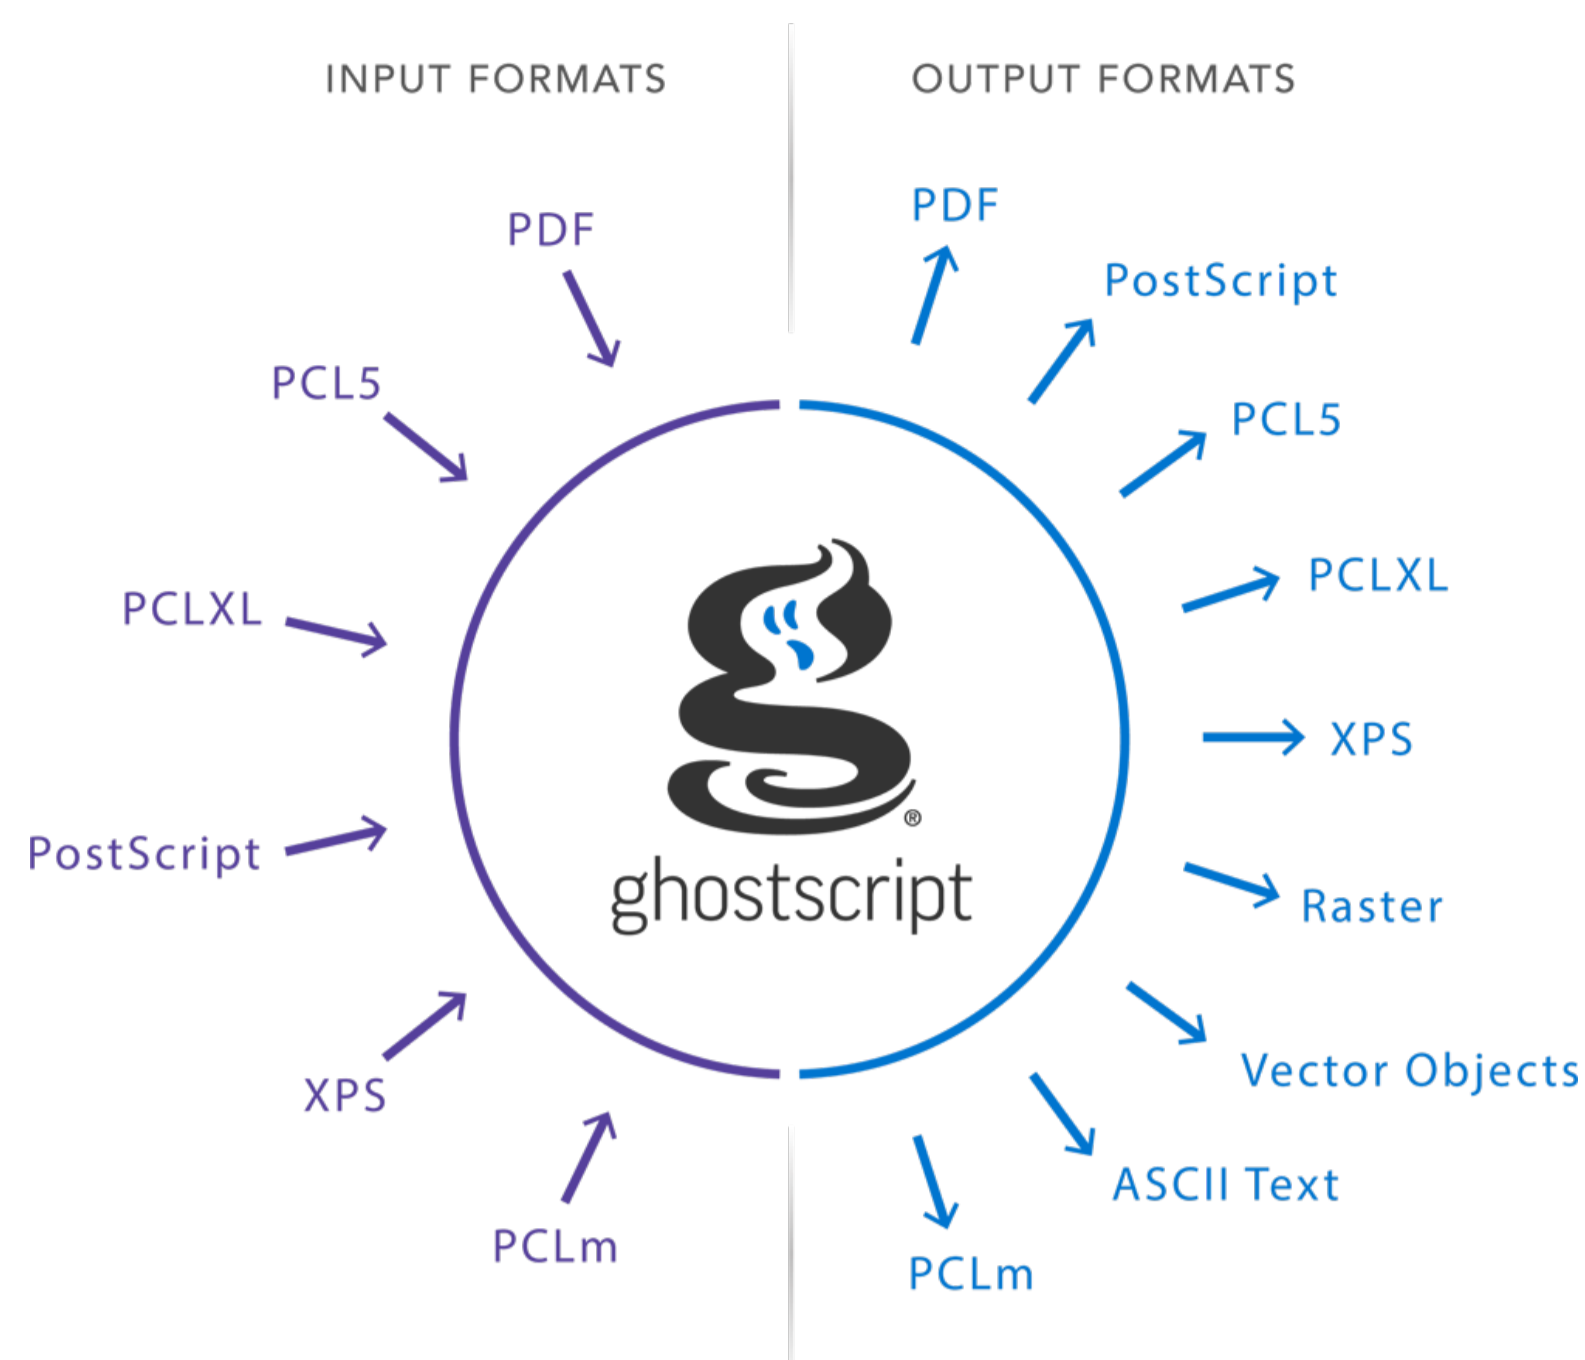 INPUT FORMATS
PDF
PCL5
PCLXL
PostScript
XPS
PCLm
ghostscript
®
OUTPUT FORMATS
PDF
PostScript
PCL5
PCLXL
XPS
Raster
Vector Objects
ASCII Text
PCLm